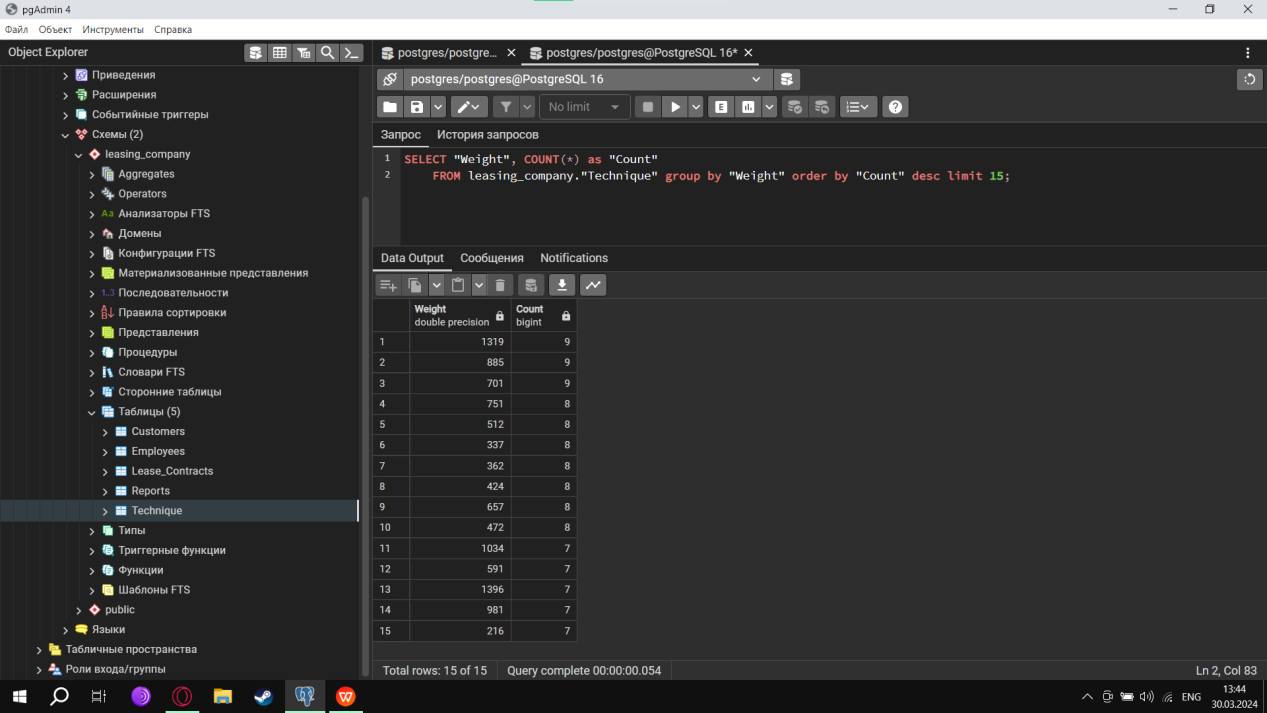 pgAdmin 4
Файл Объект Инструменты Справка
Object Explorer
Приведения
Расширения
Событийные триггеры
Схемы (2)
leasing_company
Aggregates
Operators
Aa Анализаторы FTS
Домены
Конфигурации FTS
Материализованные представления
1..3 Последовательности
Правила сортировки
Представления
Процедуры
Словари FTS
Сторонние таблицы
Таблицы (5)
Customers
Employees
Lease_Contracts
Reports
Technique
Типы
Триггерные функции
Функции
Шаблоны FTS
public
Языки
Табличные пространства
Роли входа/группы
postgres/postgre... postgres/postgres@PostgreSQL 16*
postgres/postgres@PostgreSQL 16
No limit
E
Запрос История запросов
1 SELECT "Weight", COUNT(*) as "Count"
2 FROM leasing_company."Technique" group by "Weight" order by "Count" desc limit 15;
Data Output Сообщения Notifications
Weight Count
double precision bigint
1 1319 9
2 885 9
3 701 9
4 751 8
5 512 8
6 337 8
7 362 8
8 424 8
9 657 8
10 472 8
11 1034 7
12 591 7
13 1396 7
14 981 7
15 216 7
Total rows: 15 of 15 Query complete 00:00:00.054 Ln 2, Col 83
ENG
13:44
30.03.2024